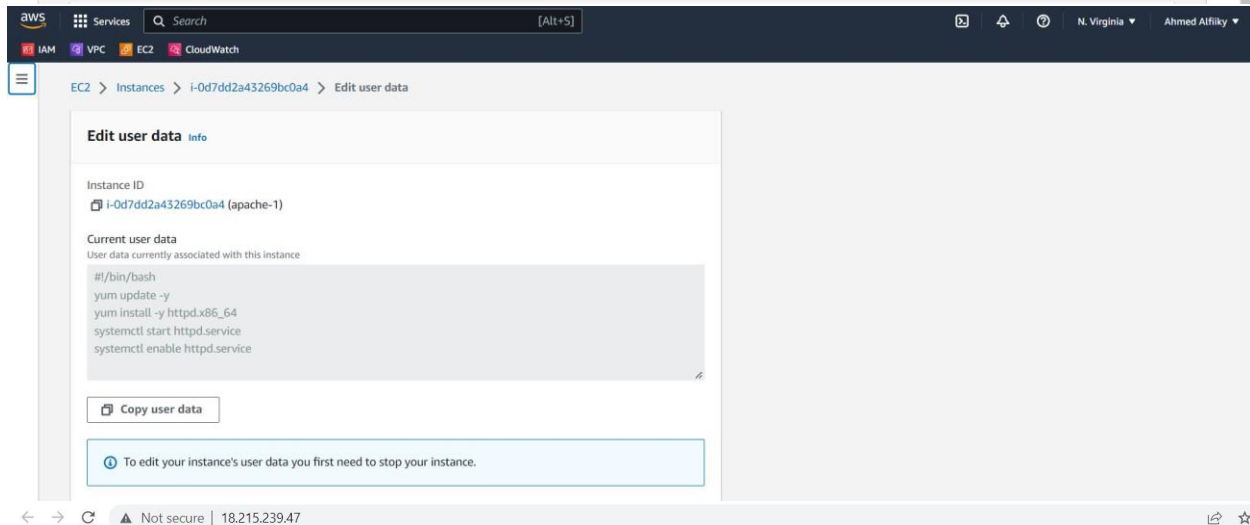 aws Services Search [Alt+S] N. Virginia ▼ Ahmed Alfiiky ▼
IAM VPC EC2 CloudWatch
EC2 > Instances > i-0d7dd2a43269bc0a4 > Edit user data
Edit user data Info
Instance ID
i-0d7dd2a43269bc0a4 (apache-1)
Current user data
User data currently associated with this instance
#!/bin/bash
yum update -y
yum install -y httpd.x86_64
systemctl start httpd.service
systemctl enable httpd.service
Copy user data
To edit your instance's user data you first need to stop your instance.
Not secure | 18.215.239.47